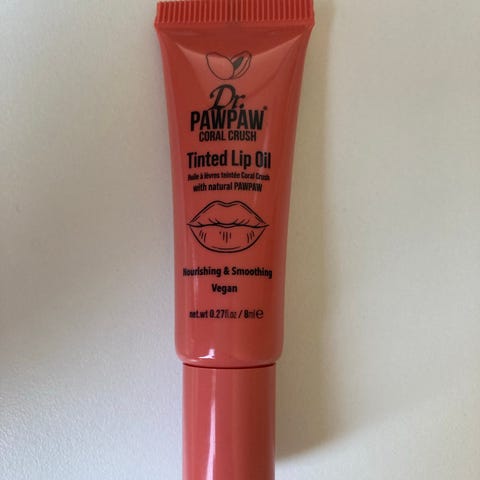 Dr.
PAWPAW®
CORAL CRUSH
Tinted Lip Oil
Huile à lèvres teintée Coral Crush
with natural PAWPAW
Nourishing & Smoothing
Vegan
net.wt 0.27fl.oz / 8ml℮